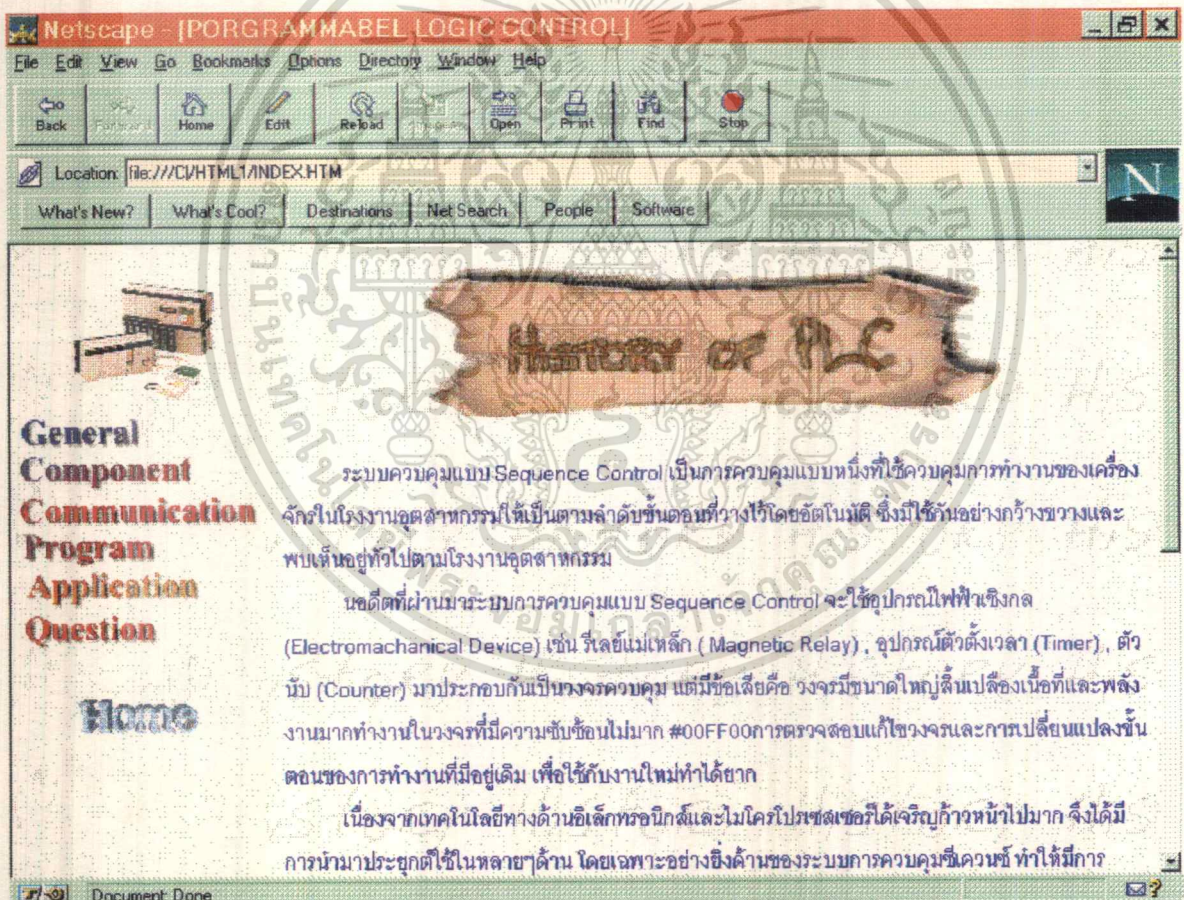 Netscape - [PORGRAMMABEL LOGIC CONTROL]
File Edit View Go Bookmarks Options Directory Window Help
Back Forward Home Edit Reload Open Print Find Stop
Location: file:///C|/HTML1/INDEX.HTM
N
What's New? What's Cool? Destinations Net Search People Software
HISTORY OF PLC
General
Component
Communication
Program
Application
Question
Home
ระบบควบคุมแบบ Sequence Control เป็นการควบคุมแบบหนึ่งที่ใช้ควบคุมการทำงานของเครื่อง
จักรในโรงงานอุตสาหกรรมให้เป็นตามลำดับขั้นตอนที่วางไว้โดยอัตโนมัติ ซึ่งมีใช้กันอย่างกว้างขวางและ
พบเห็นอยู่ทั่วไปตามโรงงานอุตสาหกรรม
นอดีตที่ผ่านมาระบบการควบคุมแบบ Sequence Control จะใช้อุปกรณ์ไฟฟ้าเชิงกล
(Electromachanical Device) เช่น รีเลย์แม่เหล็ก ( Magnetic Relay) , อุปกรณ์ตัวตั้งเวลา (Timer) , ตัว
นับ (Counter) มาประกอบกันเป็นวงจรควบคุม แต่มีข้อเสียคือ วงจรมีขนาดใหญ่สิ้นเปลืองเนื้อที่และพลัง
งานมากทำงานในวงจรที่มีความซับซ้อนไม่มาก #00FF00การตรวจสอบแก้ไขวงจรและการเปลี่ยนแปลงขั้น
ตอนของการทำงานที่มีอยู่เดิม เพื่อใช้กับงานใหม่ทำได้ยาก
เนื่องจากเทคโนโลยีทางด้านอิเล็กทรอนิกส์และไมโครโปรเซสเซอร์ได้เจริญก้าวหน้าไปมาก จึงได้มี
การนำมาประยุกต์ใช้ในหลายๆด้าน โดยเฉพาะอย่างยิ่งด้านของระบบการควบคุมซีเควนซ์ ทำให้มีการ
Document: Done